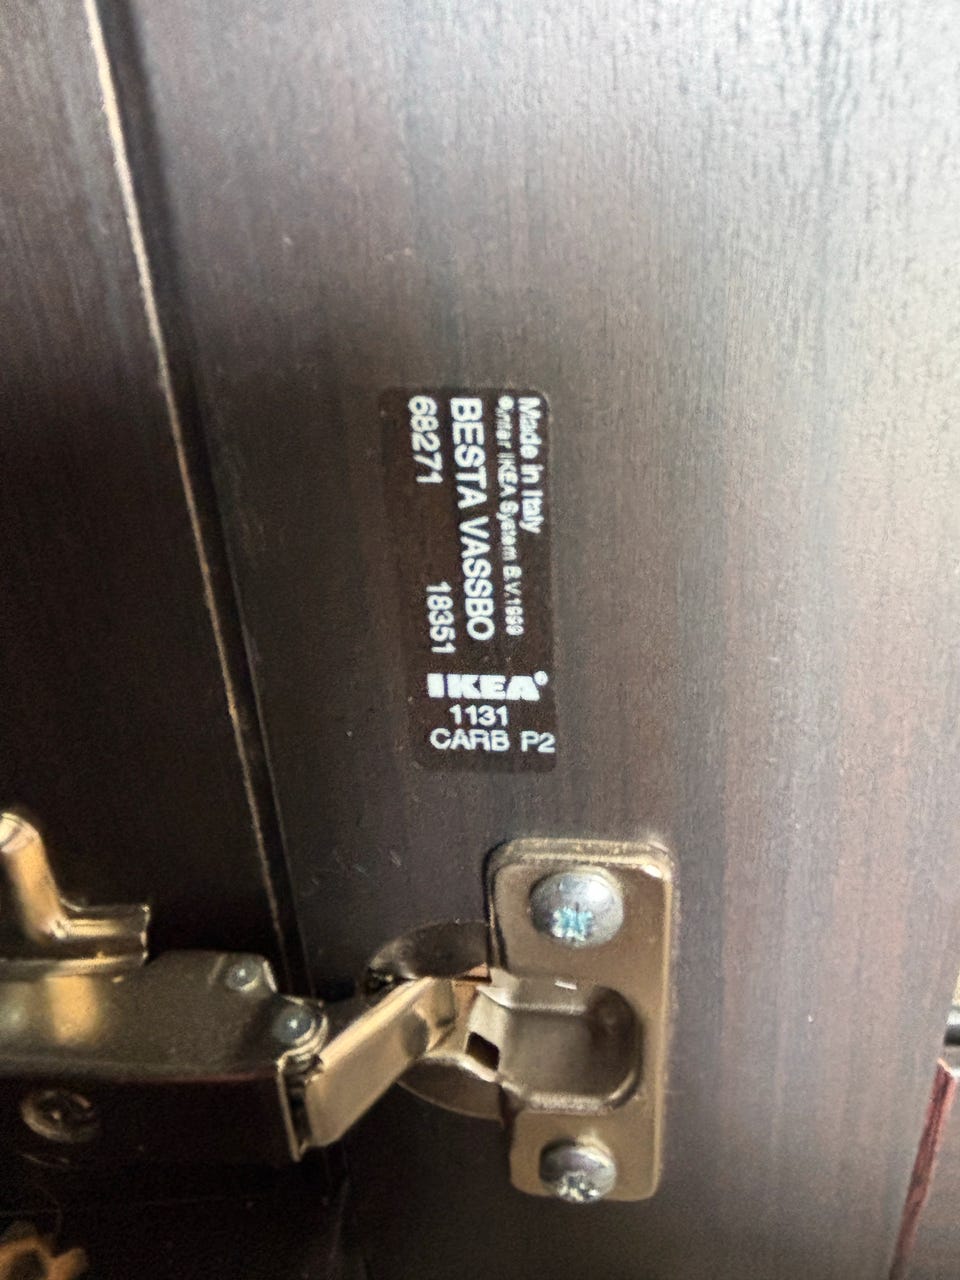 Made in Italy
©Inter IKEA System B.V.1999
BESTA VASSBO
68271 18351
IKEA®
1131
CARB P2